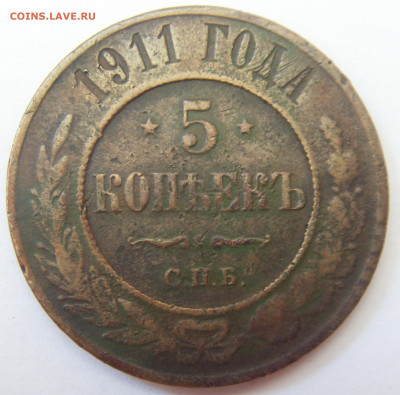 COINS.LAVE.RU
1911 ГОДА
5
КОПѢЕКЪ
С.П.Б.